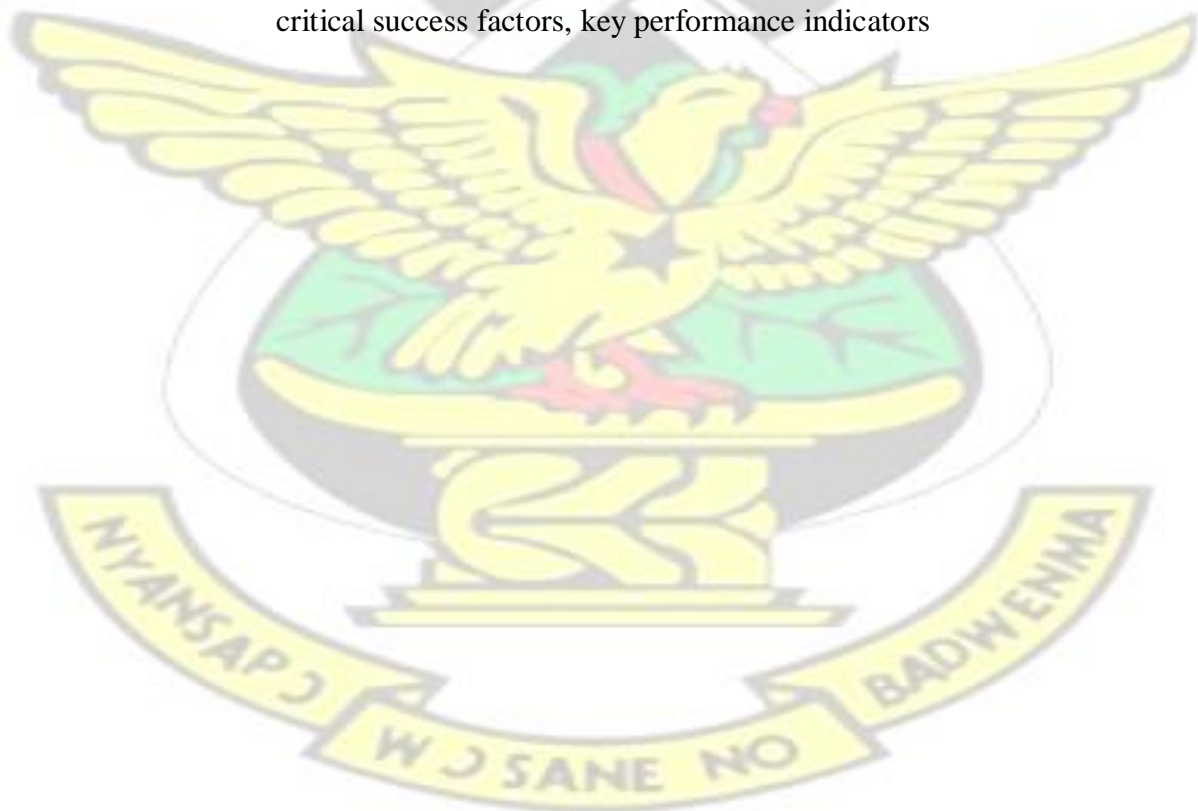 critical success factors, key performance indicators
NYANSAPƆ
WƆSANE NO
BADWENMA